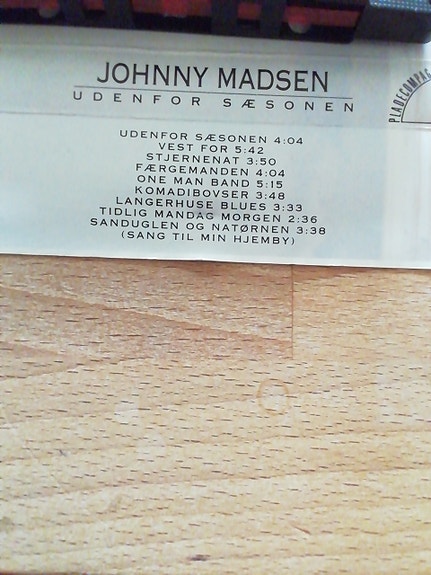 JOHNNY MADSEN
UDENFOR SÆSONEN
PLADECOMPAG
UDENFOR SÆSONEN 4:04
VEST FOR 5:42
STJERNENAT 3:50
FÆRGEMANDEN 4:04
ONE MAN BAND 5:15
KOMADIBOVSER 3:48
LANGERHUSE BLUES 3:33
TIDLIG MANDAG MORGEN 2:36
SANDUGLEN OG NATØRNEN 3:38
(SANG TIL MIN HJEMBY)